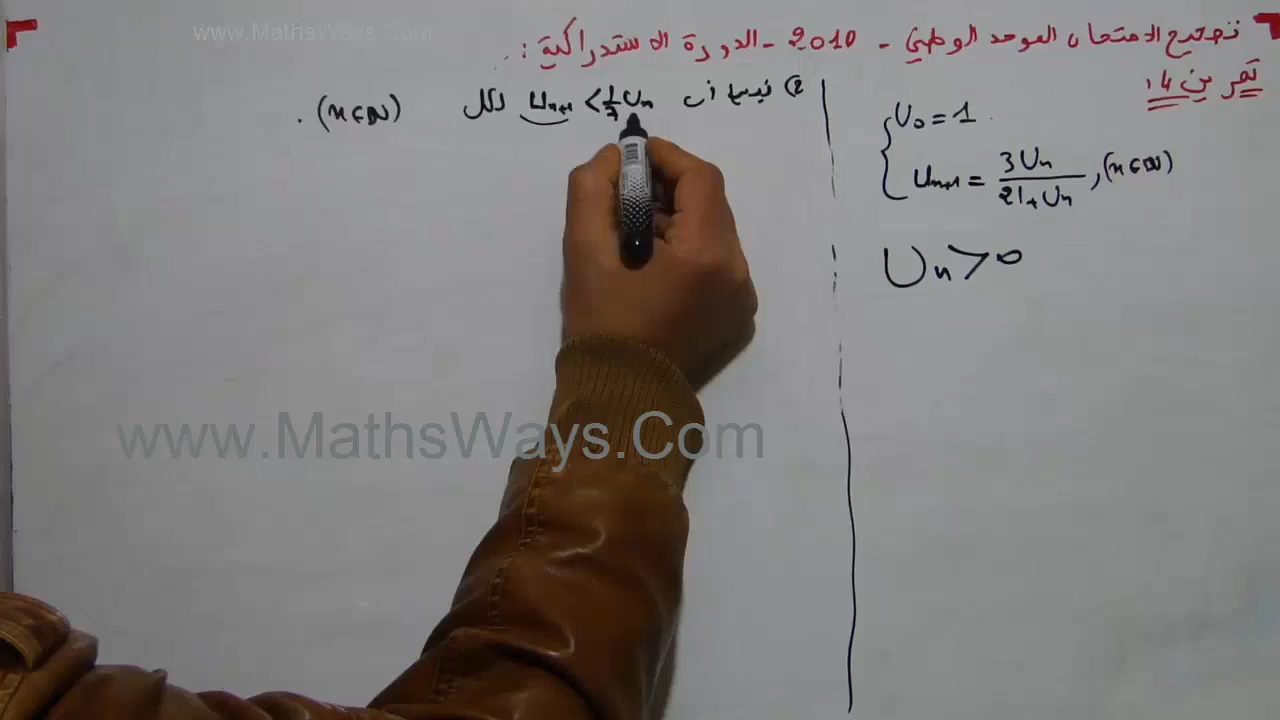 www.MathsWays.Com
تصحيح الامتحان الموحد الوطني - 2010 - الدورة الاستدراكية :
تمرين 4 :
U₀ = 1
Uₙ₊₁ = 3Uₙ / (21 + Uₙ) , (n∈ℕ)
Uₙ > 0
2) نبين أن Uₙ₊₁ < 1/7 Uₙ لكل (n∈ℕ) .
www.MathsWays.Com